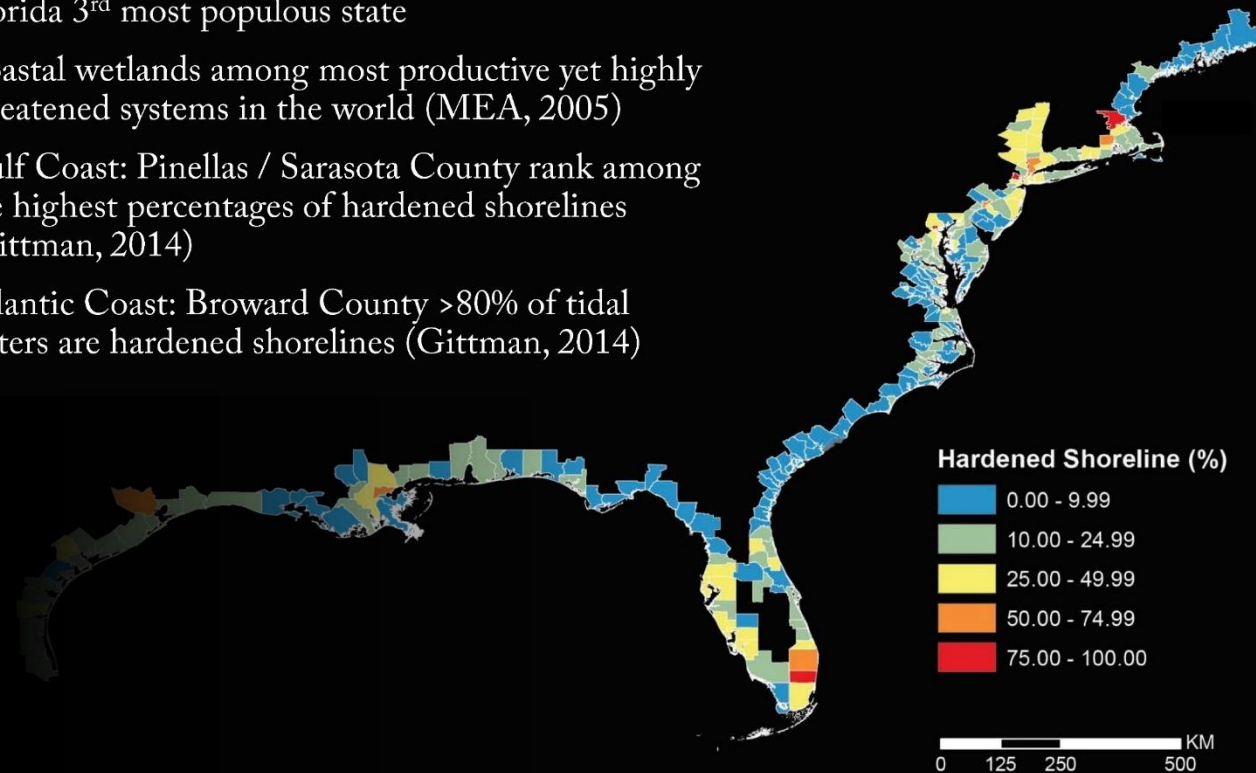 orida 3rd most populous state
oastal wetlands among most productive yet highly
eatened systems in the world (MEA, 2005)
ulf Coast: Pinellas / Sarasota County rank among
e highest percentages of hardened shorelines
ittman, 2014)
lantic Coast: Broward County >80% of tidal
ters are hardened shorelines (Gittman, 2014)
Hardened Shoreline (%)
0.00 - 9.99
10.00 - 24.99
25.00 - 49.99
50.00 - 74.99
75.00 - 100.00
KM
0 125 250 500